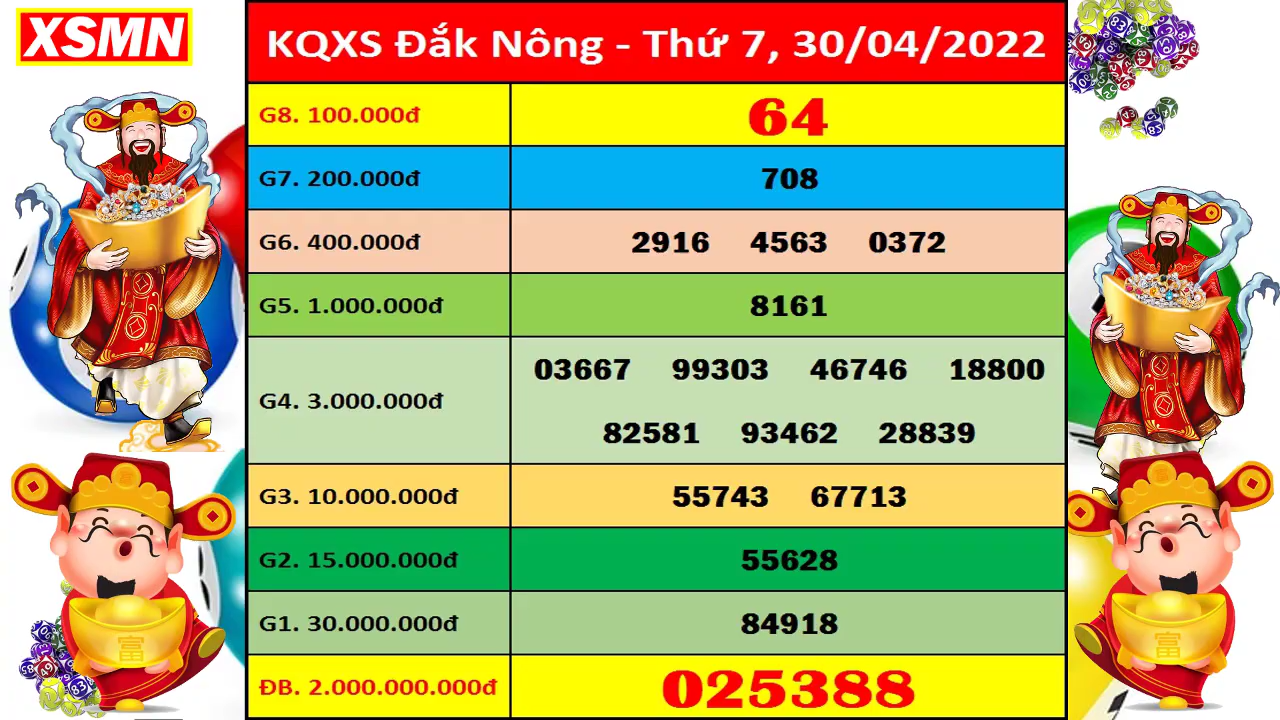 XSMN
KQXS Đắk Nông - Thứ 7, 30/04/2022
G8. 100.000đ 64
G7. 200.000đ 708
G6. 400.000đ 2916 4563 0372
G5. 1.000.000đ 8161
G4. 3.000.000đ 03667 99303 46746 18800
82581 93462 28839
G3. 10.000.000đ 55743 67713
G2. 15.000.000đ 55628
G1. 30.000.000đ 84918
ĐB. 2.000.000.000đ 025388
富
富